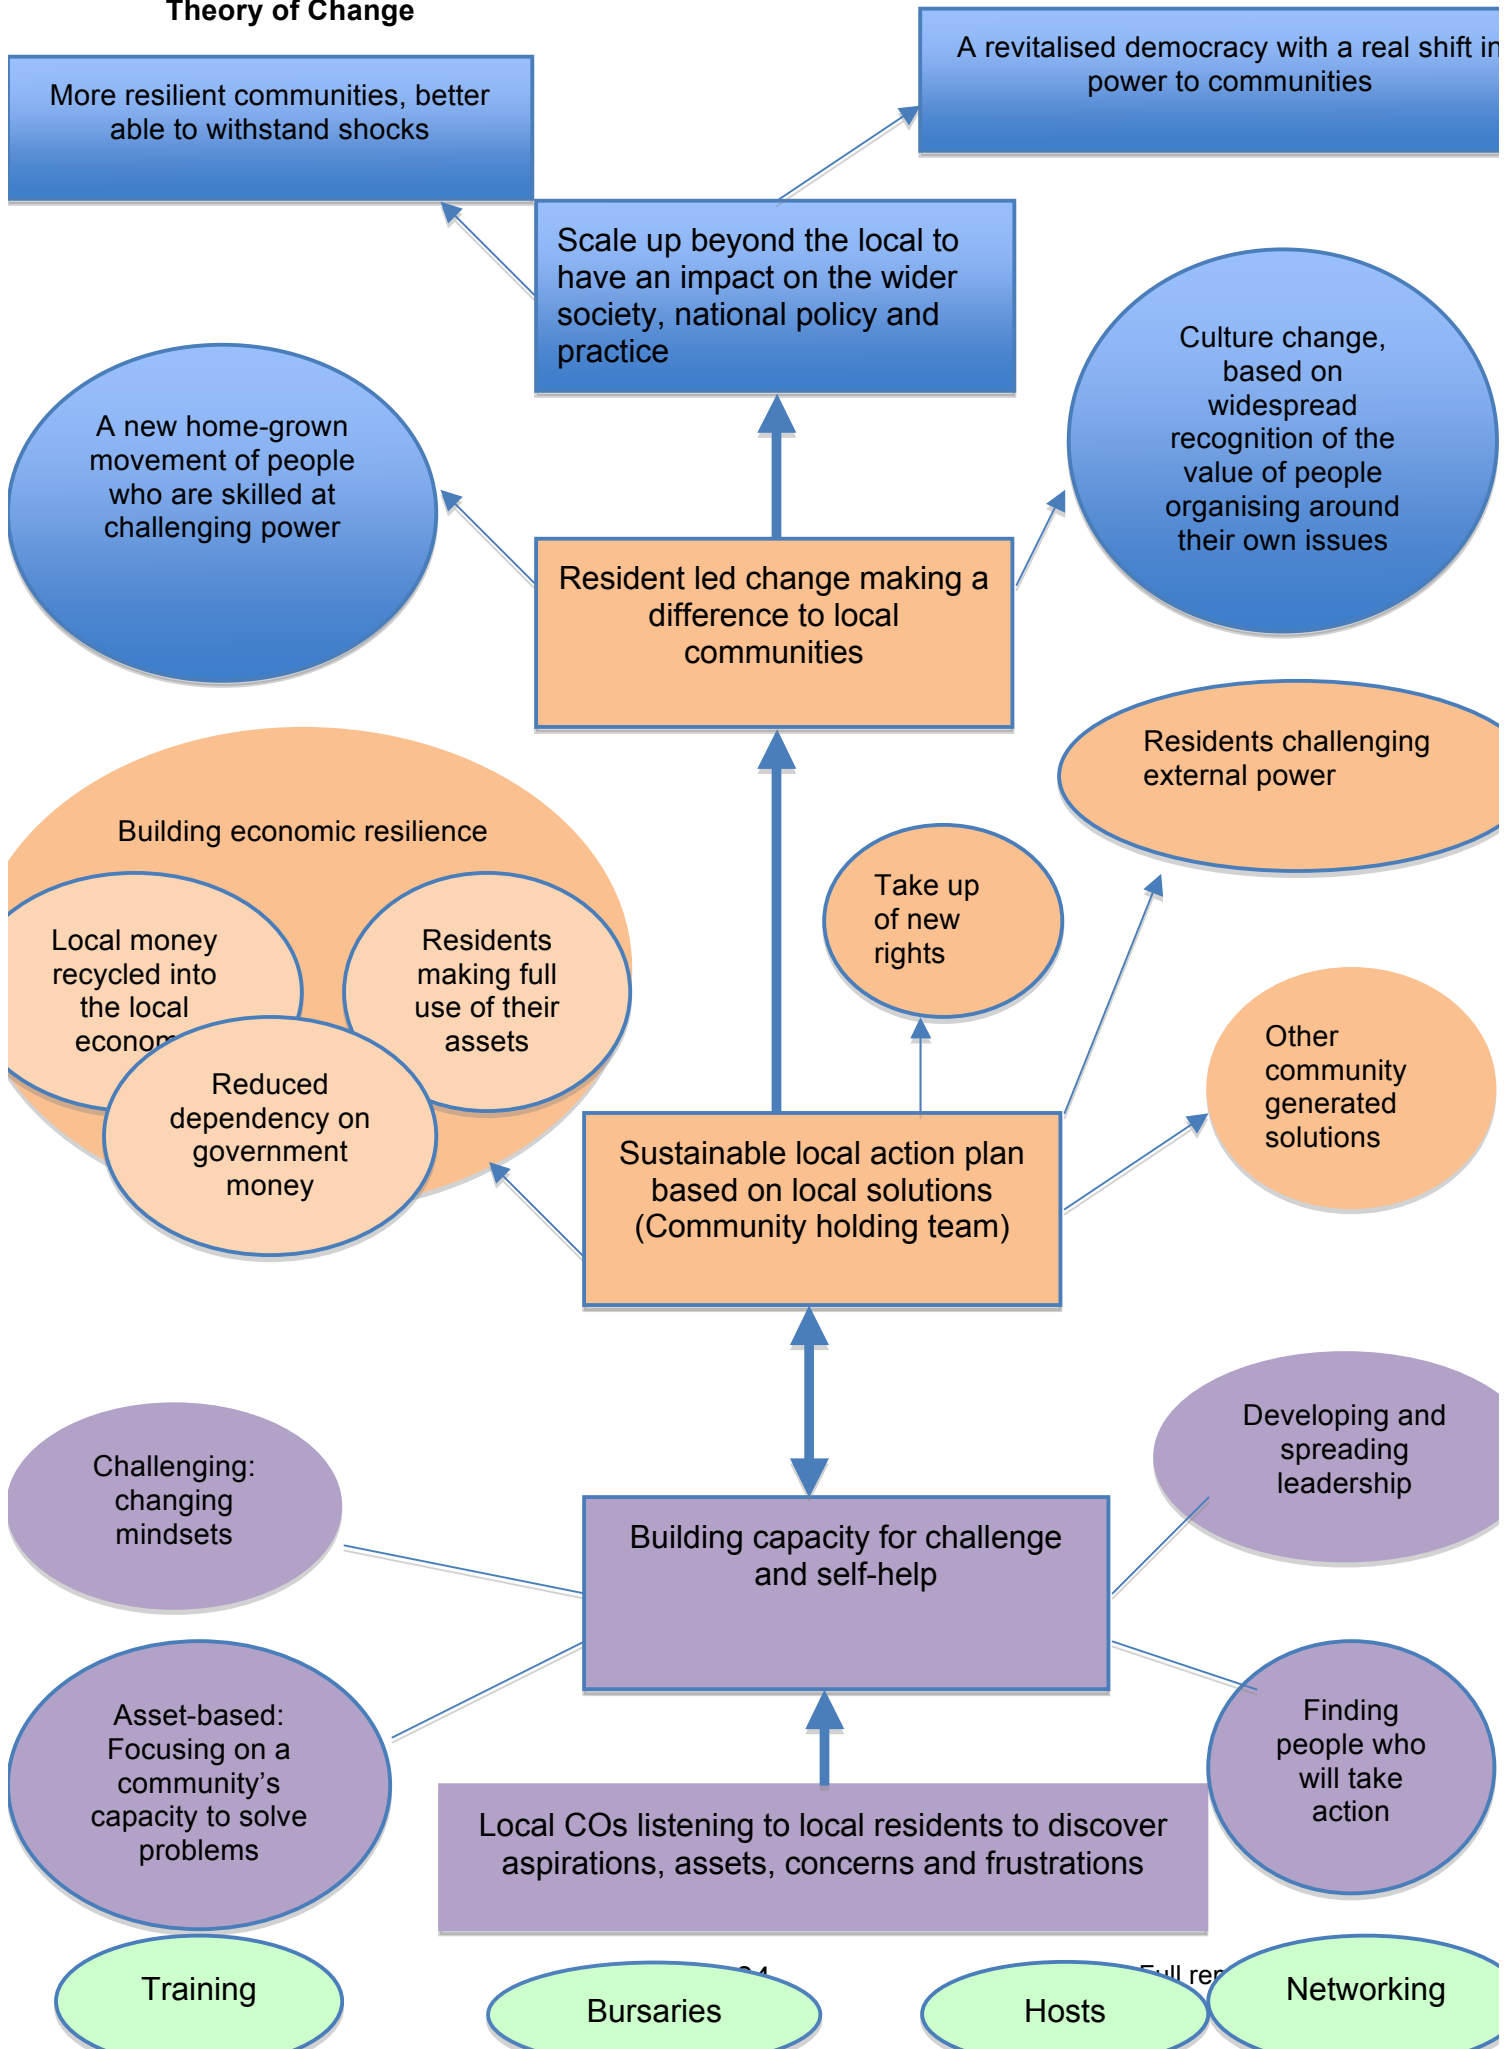 Theory of Change
More resilient communities, better
able to withstand shocks
A revitalised democracy with a real shift in
power to communities
Scale up beyond the local to
have an impact on the wider
society, national policy and
practice
A new home-grown
movement of people
who are skilled at
challenging power
Culture change,
based on
widespread
recognition of the
value of people
organising around
their own issues
Resident led change making a
difference to local
communities
Residents challenging
external power
Building economic resilience
Local money
recycled into
the local
Residents
making full
use of their
assets
Reduced
dependency on
government
money
Take up
of new
rights
Other
community
generated
solutions
Sustainable local action plan
based on local solutions
(Community holding team)
Challenging:
changing
mindsets
Developing and
spreading
leadership
Building capacity for challenge
and self-help
Asset-based:
Focusing on a
community’s
capacity to solve
problems
Finding
people who
will take
action
Local COs listening to local residents to discover
aspirations, assets, concerns and frustrations
Full
Training
Bursaries
Hosts
Networking